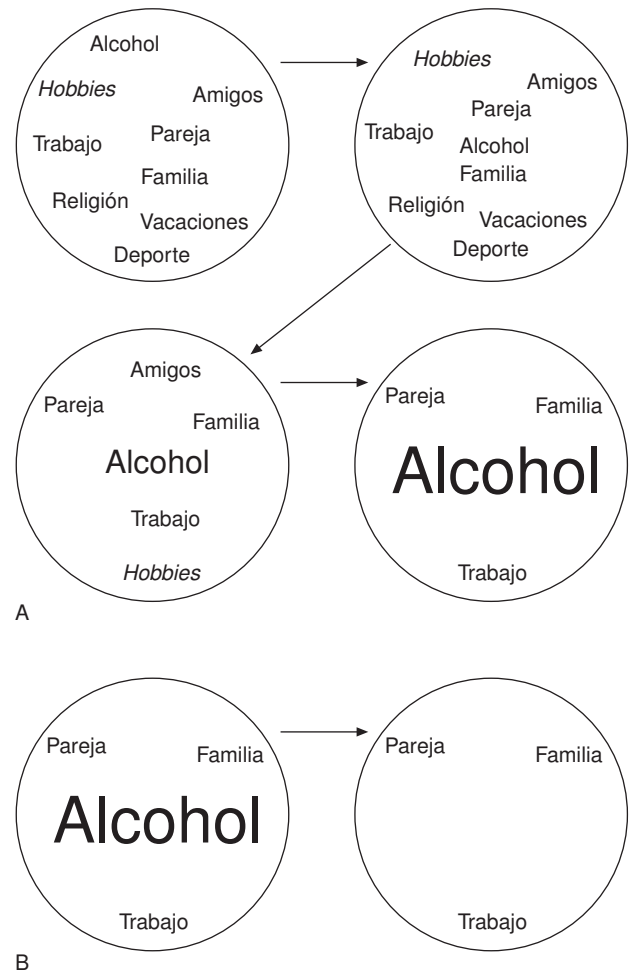 Alcohol
Hobbies
Amigos
Trabajo
Pareja
Familia
Religión
Vacaciones
Deporte
Hobbies
Amigos
Pareja
Trabajo
Alcohol
Familia
Religión
Vacaciones
Deporte
Amigos
Pareja
Familia
Alcohol
Trabajo
Hobbies
Pareja
Familia
Alcohol
Trabajo
A
Pareja
Familia
Alcohol
Trabajo
Pareja
Familia
Trabajo
B